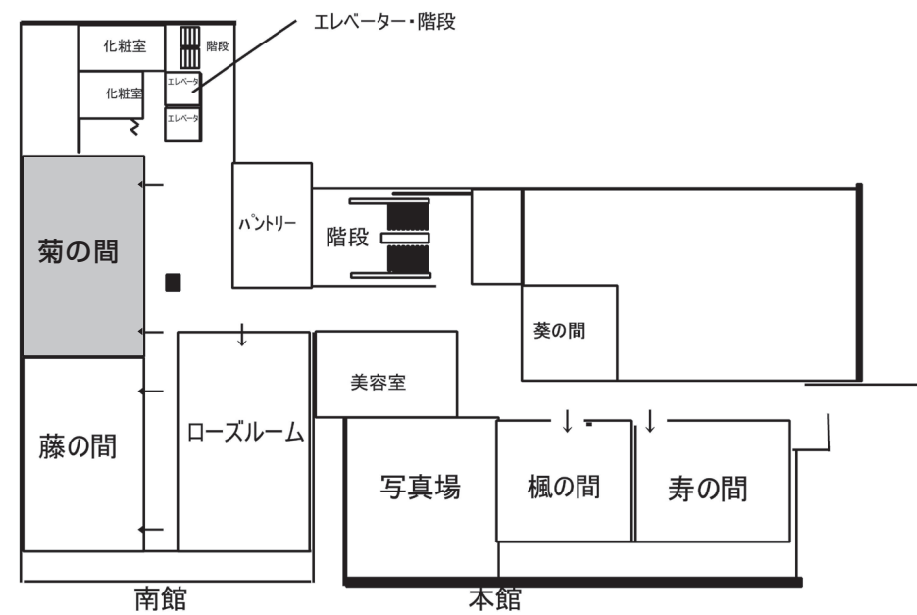 エレベーター・階段
化粧室
階段
化粧室
エレベータ
エレベータ
パントリー
階段
菊の間
葵の間
美容室
藤の間
ローズルーム
写真場
楓の間
寿の間
南館
本館